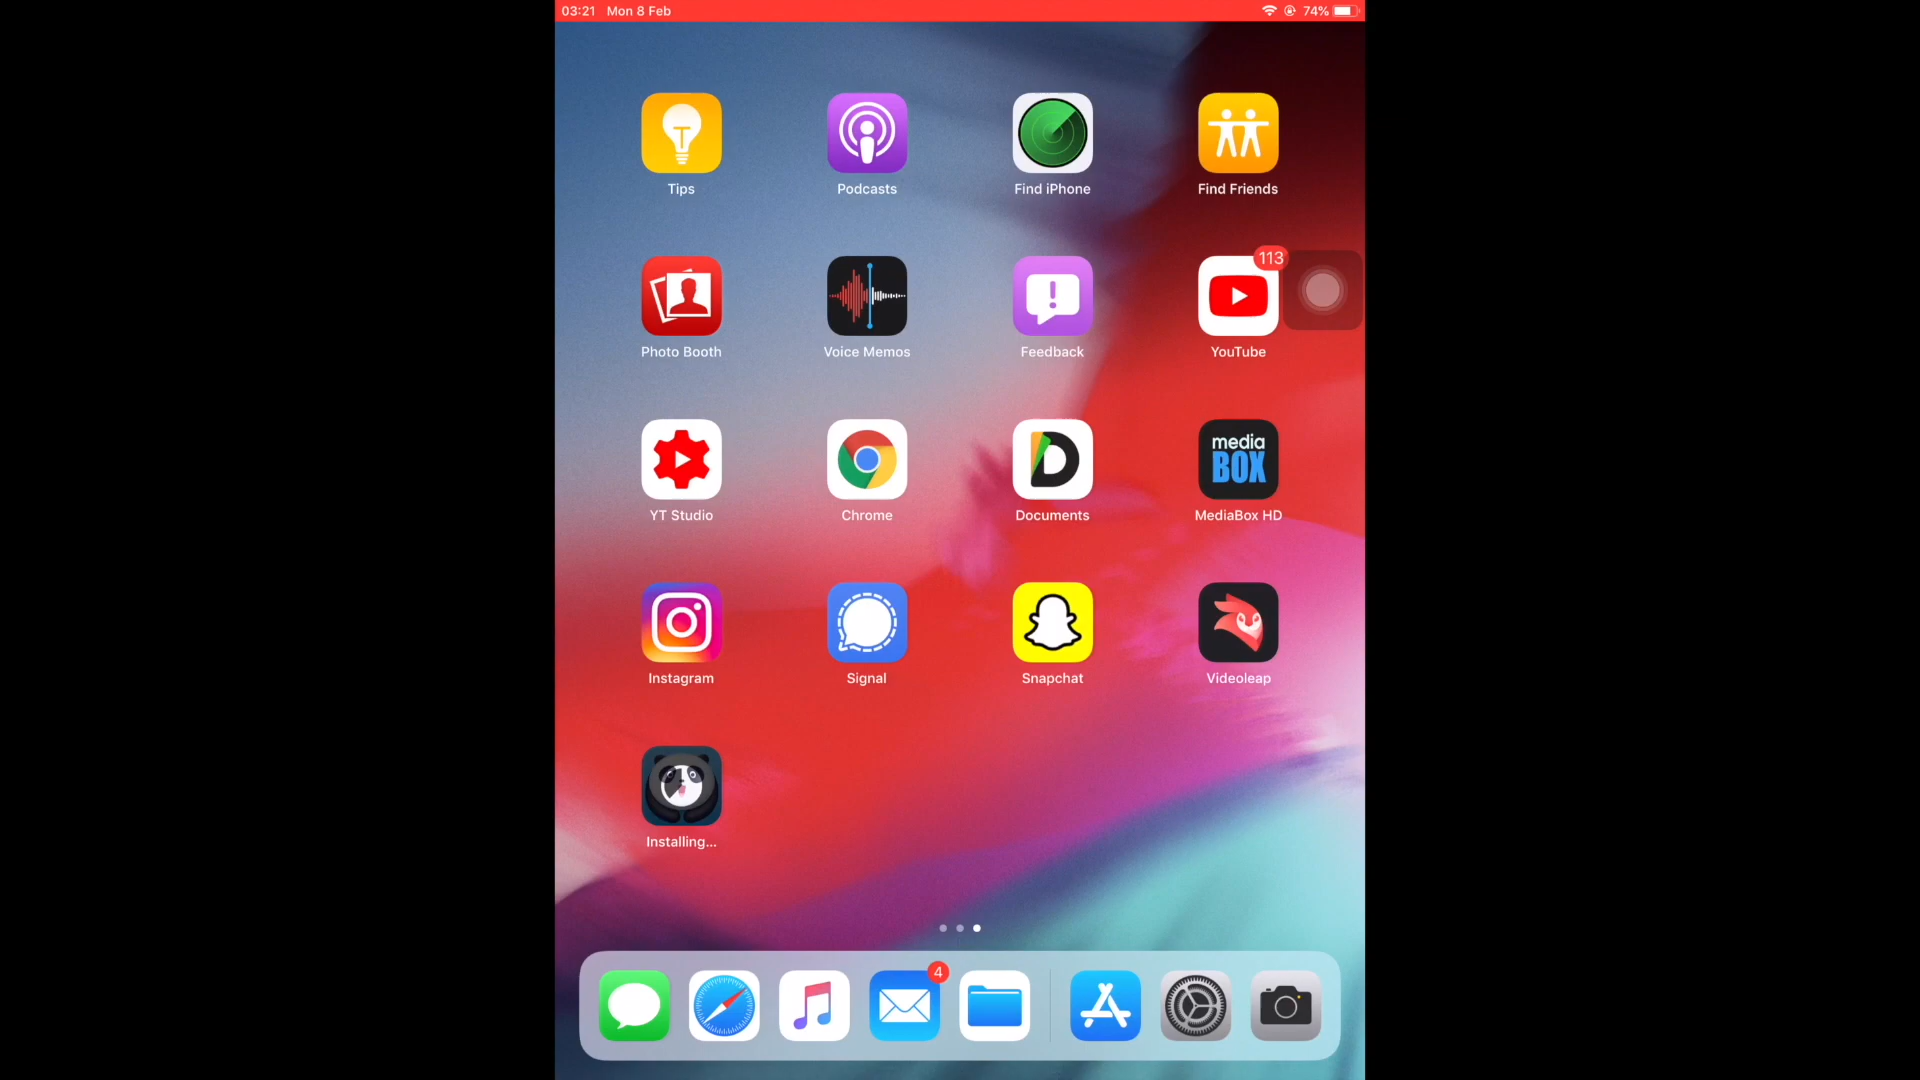 03:21 Mon 8 Feb 74%
Tips Podcasts Find iPhone Find Friends
113
Photo Booth Voice Memos Feedback YouTube
media
BOX
YT Studio Chrome Documents MediaBox HD
Instagram Signal Snapchat Videoleap
Installing...
4